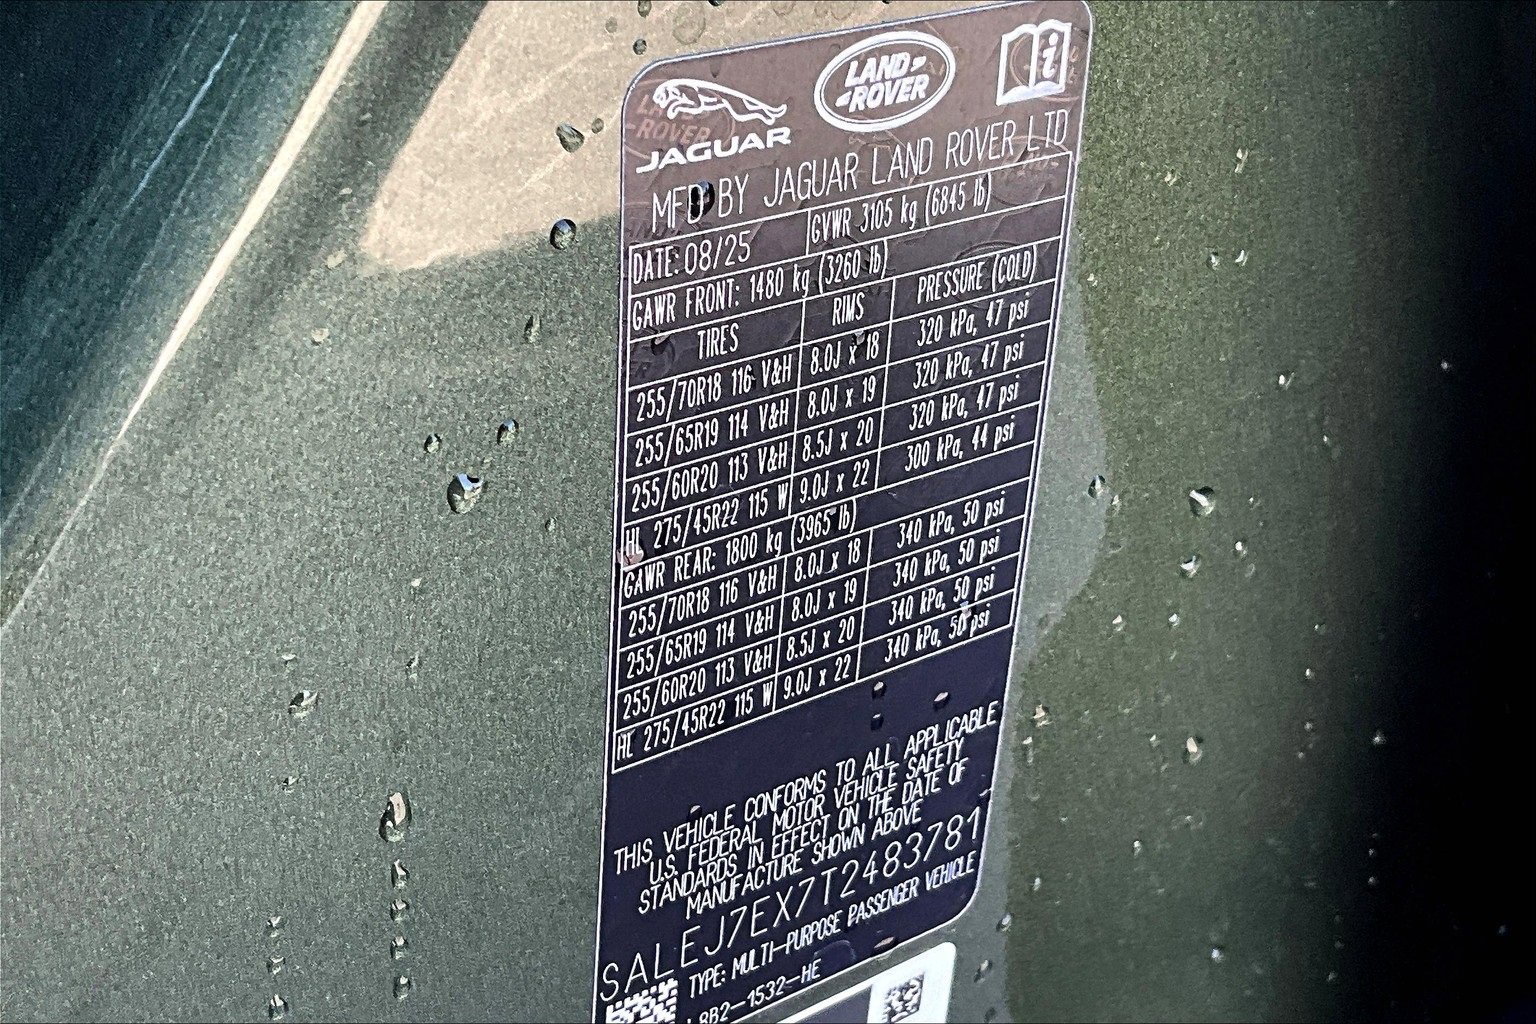 JAGUAR
LAND ROVER
MFD BY JAGUAR LAND ROVER LTD
DATE: 08/25 GVWR 3105 kg (6845 lb)
GAWR FRONT: 1480 kg (3260 lb)
TIRES RIMS PRESSURE (COLD)
255/70R18 116 V&H 8.0J x 18 320 kPa, 47 psi
255/65R19 114 V&H 8.0J x 19 320 kPa, 47 psi
255/60R20 113 V&H 8.5J x 20 320 kPa, 47 psi
HL 275/45R22 115 W 9.0J x 22 300 kPa, 44 psi
GAWR REAR: 1800 kg (3965 lb)
255/70R18 116 V&H 8.0J x 18 340 kPa, 50 psi
255/65R19 114 V&H 8.0J x 19 340 kPa, 50 psi
255/60R20 113 V&H 8.5J x 20 340 kPa, 50 psi
HL 275/45R22 115 W 9.0J x 22 340 kPa, 50 psi
THIS VEHICLE CONFORMS TO ALL APPLICABLE
U.S. FEDERAL MOTOR VEHICLE SAFETY
STANDARDS IN EFFECT ON THE DATE OF
MANUFACTURE SHOWN ABOVE
SALEJ7EX7T2483781
TYPE: MULTI-PURPOSE PASSENGER VEHICLE
L8B2-1532-HE